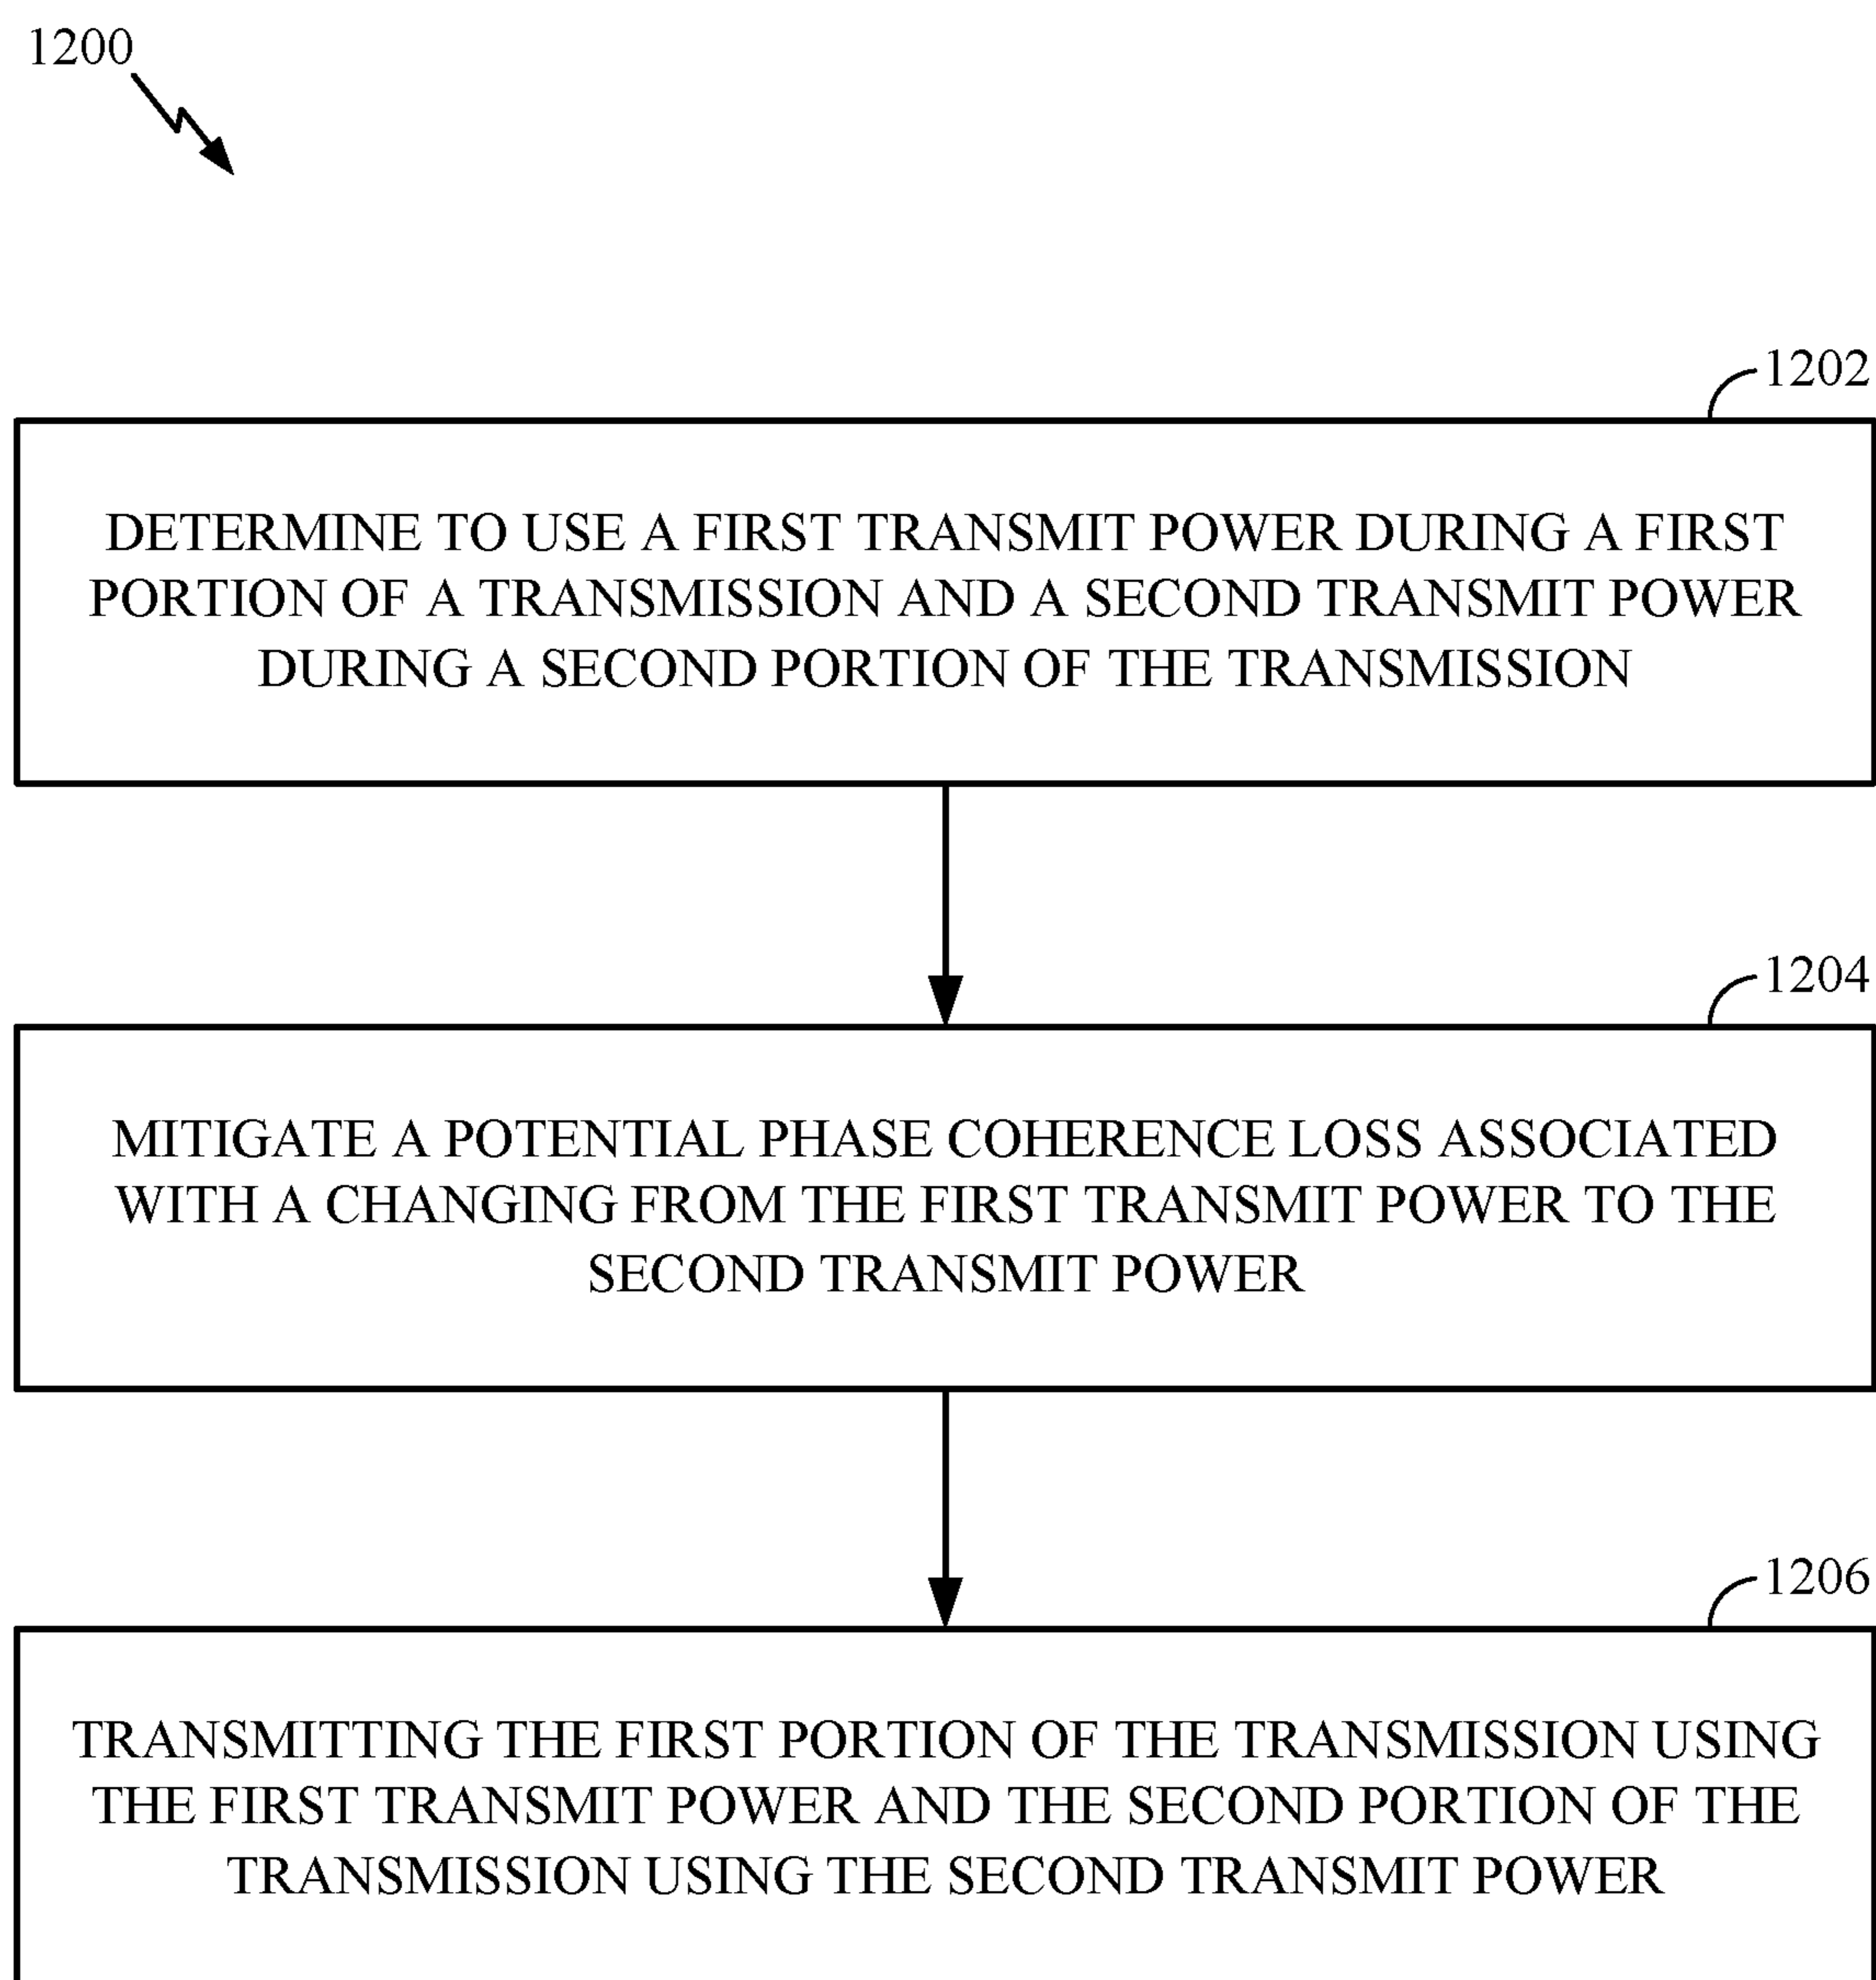 1200
1202
DETERMINE TO USE A FIRST TRANSMIT POWER DURING A FIRST
PORTION OF A TRANSMISSION AND A SECOND TRANSMIT POWER
DURING A SECOND PORTION OF THE TRANSMISSION
1204
MITIGATE A POTENTIAL PHASE COHERENCE LOSS ASSOCIATED
WITH A CHANGING FROM THE FIRST TRANSMIT POWER TO THE
SECOND TRANSMIT POWER
1206
TRANSMITTING THE FIRST PORTION OF THE TRANSMISSION USING
THE FIRST TRANSMIT POWER AND THE SECOND PORTION OF THE
TRANSMISSION USING THE SECOND TRANSMIT POWER